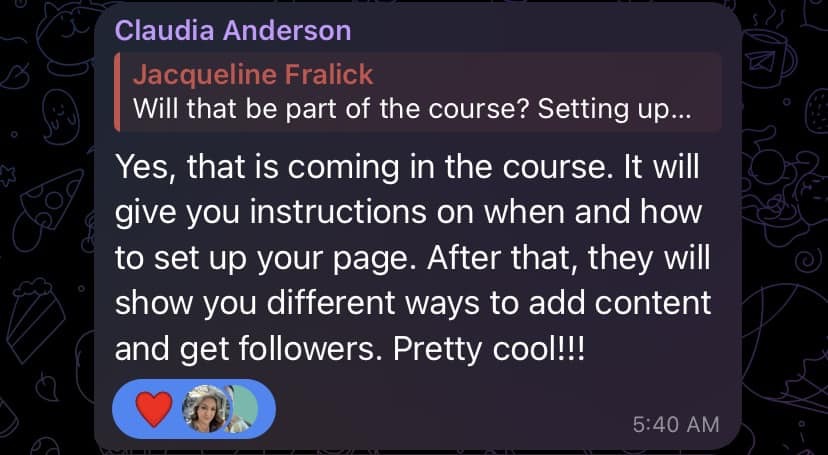 Claudia Anderson
Jacqueline Fralick
Will that be part of the course? Setting up...
Yes, that is coming in the course. It will
give you instructions on when and how
to set up your page. After that, they will
show you different ways to add content
and get followers. Pretty cool!!!
5:40 AM